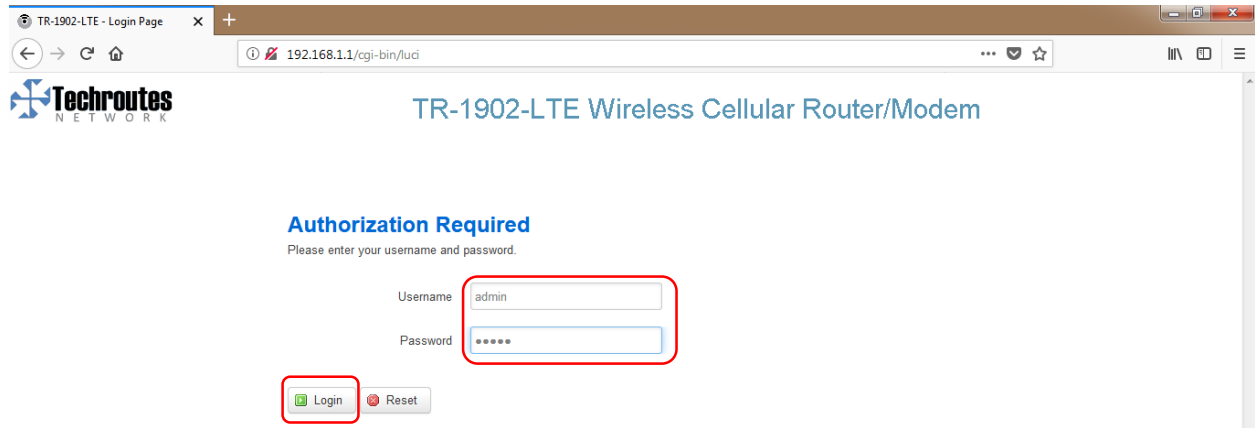 TR-1902-LTE - Login Page
192.168.1.1/cgi-bin/luci
Techroutes
NETWORK
TR-1902-LTE Wireless Cellular Router/Modem
Authorization Required
Please enter your username and password.
Username admin
Password •••••
Login Reset